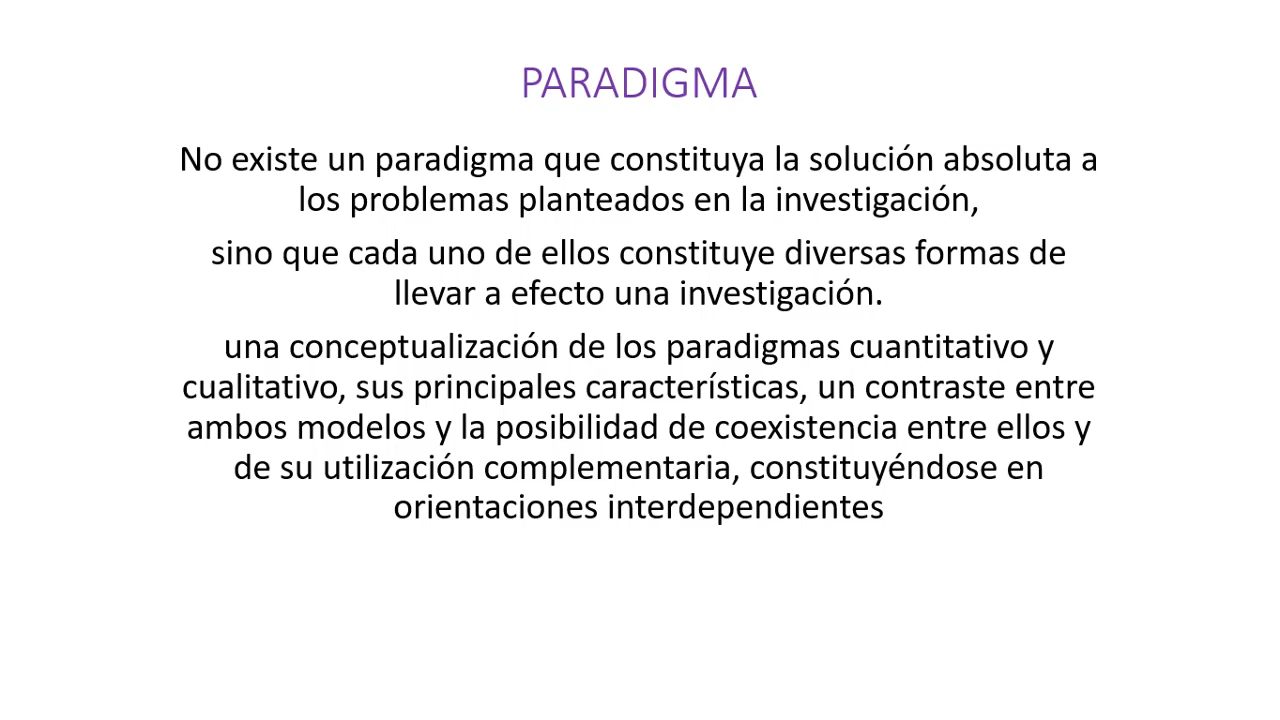 PARADIGMA
No existe un paradigma que constituya la solución absoluta a
los problemas planteados en la investigación,
sino que cada uno de ellos constituye diversas formas de
llevar a efecto una investigación.
una conceptualización de los paradigmas cuantitativo y
cualitativo, sus principales características, un contraste entre
ambos modelos y la posibilidad de coexistencia entre ellos y
de su utilización complementaria, constituyéndose en
orientaciones interdependientes